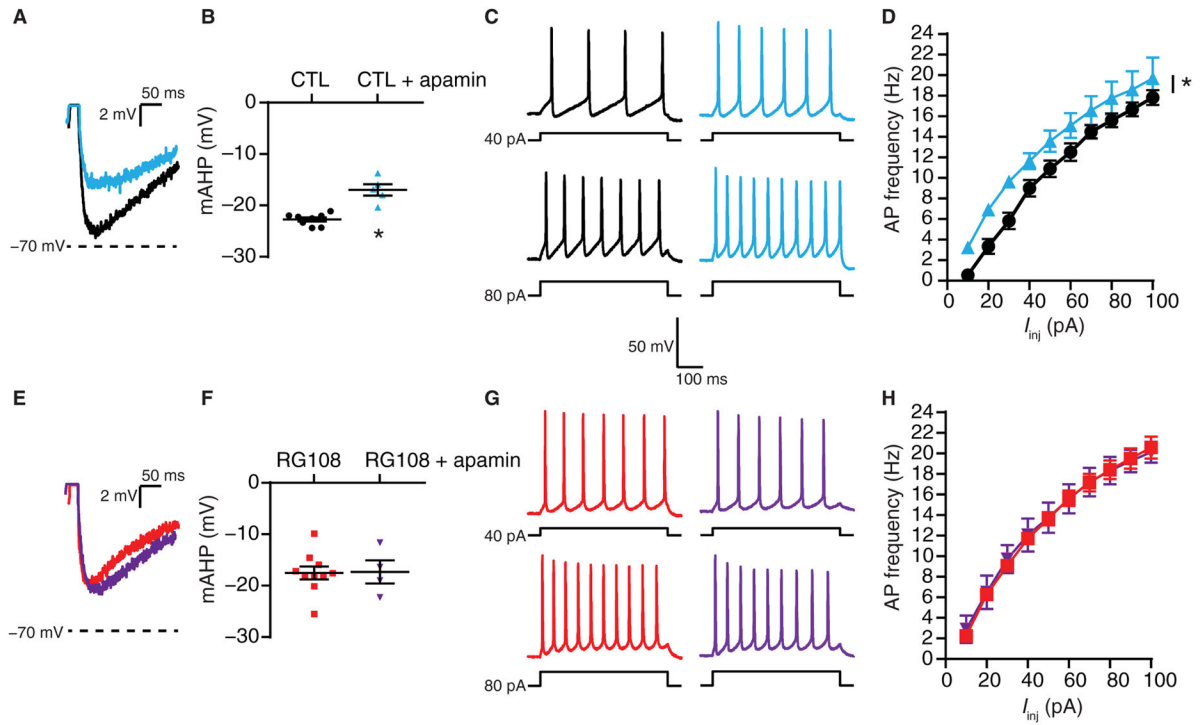 A
50 ms
2 mV
−70 mV
B
CTL
CTL + apamin
mAHP (mV)
0
−10
−20
−30
*
C
40 pA
80 pA
50 mV
100 ms
D
AP frequency (Hz)
24
22
20
18
16
14
12
10
8
6
4
2
0
*
0 20 40 60 80 100
Iinj (pA)
E
50 ms
2 mV
−70 mV
F
RG108
RG108 + apamin
mAHP (mV)
0
−10
−20
−30
G
40 pA
80 pA
H
AP frequency (Hz)
24
22
20
18
16
14
12
10
8
6
4
2
0
0 20 40 60 80 100
Iinj (pA)